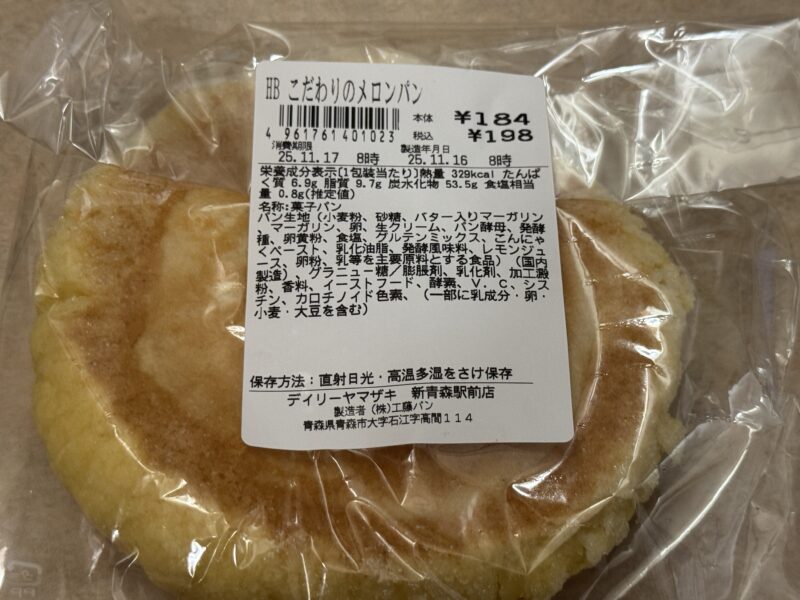 HB こだわりのメロンパン
本体 ¥184
4 961761 401023 税込 ¥198
消費期限 製造年月日
25.11.17 8時 25.11.16 8時
栄養成分表示[1包装当たり]熱量 329kcal たんぱ
く質 6.9g 脂質 9.7g 炭水化物 53.5g 食塩相当
量 0.8g(推定値)
名称:菓子パン
パン生地(小麦粉、砂糖、バター入りマーガリン
、マーガリン、卵、生クリーム、パン酵母、発酵
種、卵黄粉、食塩、グルテンミックス、こんにゃ
くペースト、乳化油脂、発酵風味料、レモンジュ
ース、卵粉、乳等を主要原料とする食品)(国内
製造)、グラニュー糖/膨脹剤、乳化剤、加工澱
粉、香料、イーストフード、酵素、V.C、シス
チン、カロチノイド色素、(一部に乳成分・卵・
小麦・大豆を含む)
保存方法:直射日光・高温多湿をさけ保存
デイリーヤマザキ 新青森駅前店
製造者 (株)工藤パン
青森県青森市大字石江字高間114